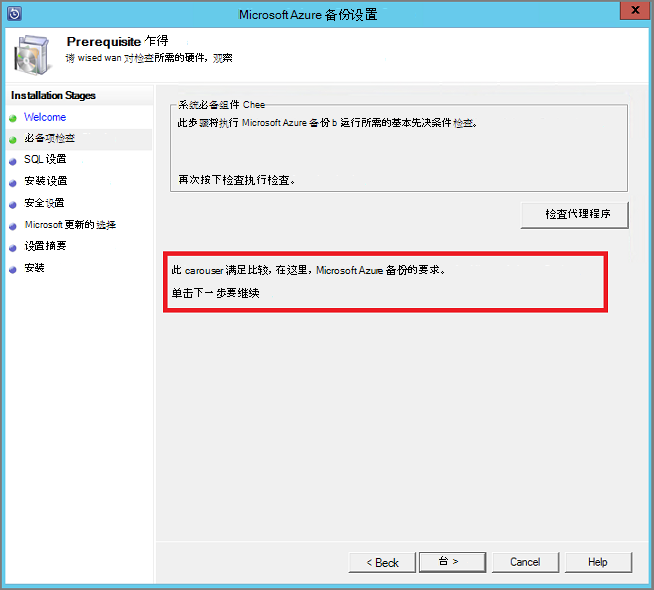 Microsoft Azure 备份设置
Prerequisite 乍得
请 wised wan 对检查所需的硬件，观察
Installation Stages
Welcome
必备项检查
SQL 设置
安装设置
安全设置
Microsoft 更新的选择
设置摘要
安装
系统必备组件 Chee
此步骤将执行 Microsoft Azure 备份 b 运行所需的基本先决条件检查。
再次按下检查执行检查。
检查代理程序
此 carouser 满足比较, 在这里， Microsoft Azure 备份的要求。
单击下一步要继续
< Beck
台 >
Cancel
Help